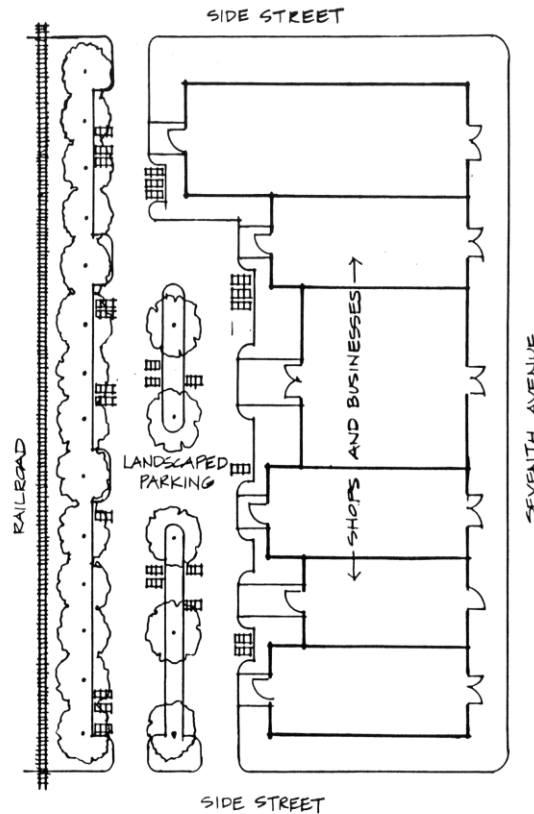 SIDE STREET
RAILROAD
LANDSCAPED
PARKING
SHOPS AND BUSINESSES
SEVENTH AVENUE
SIDE STREET